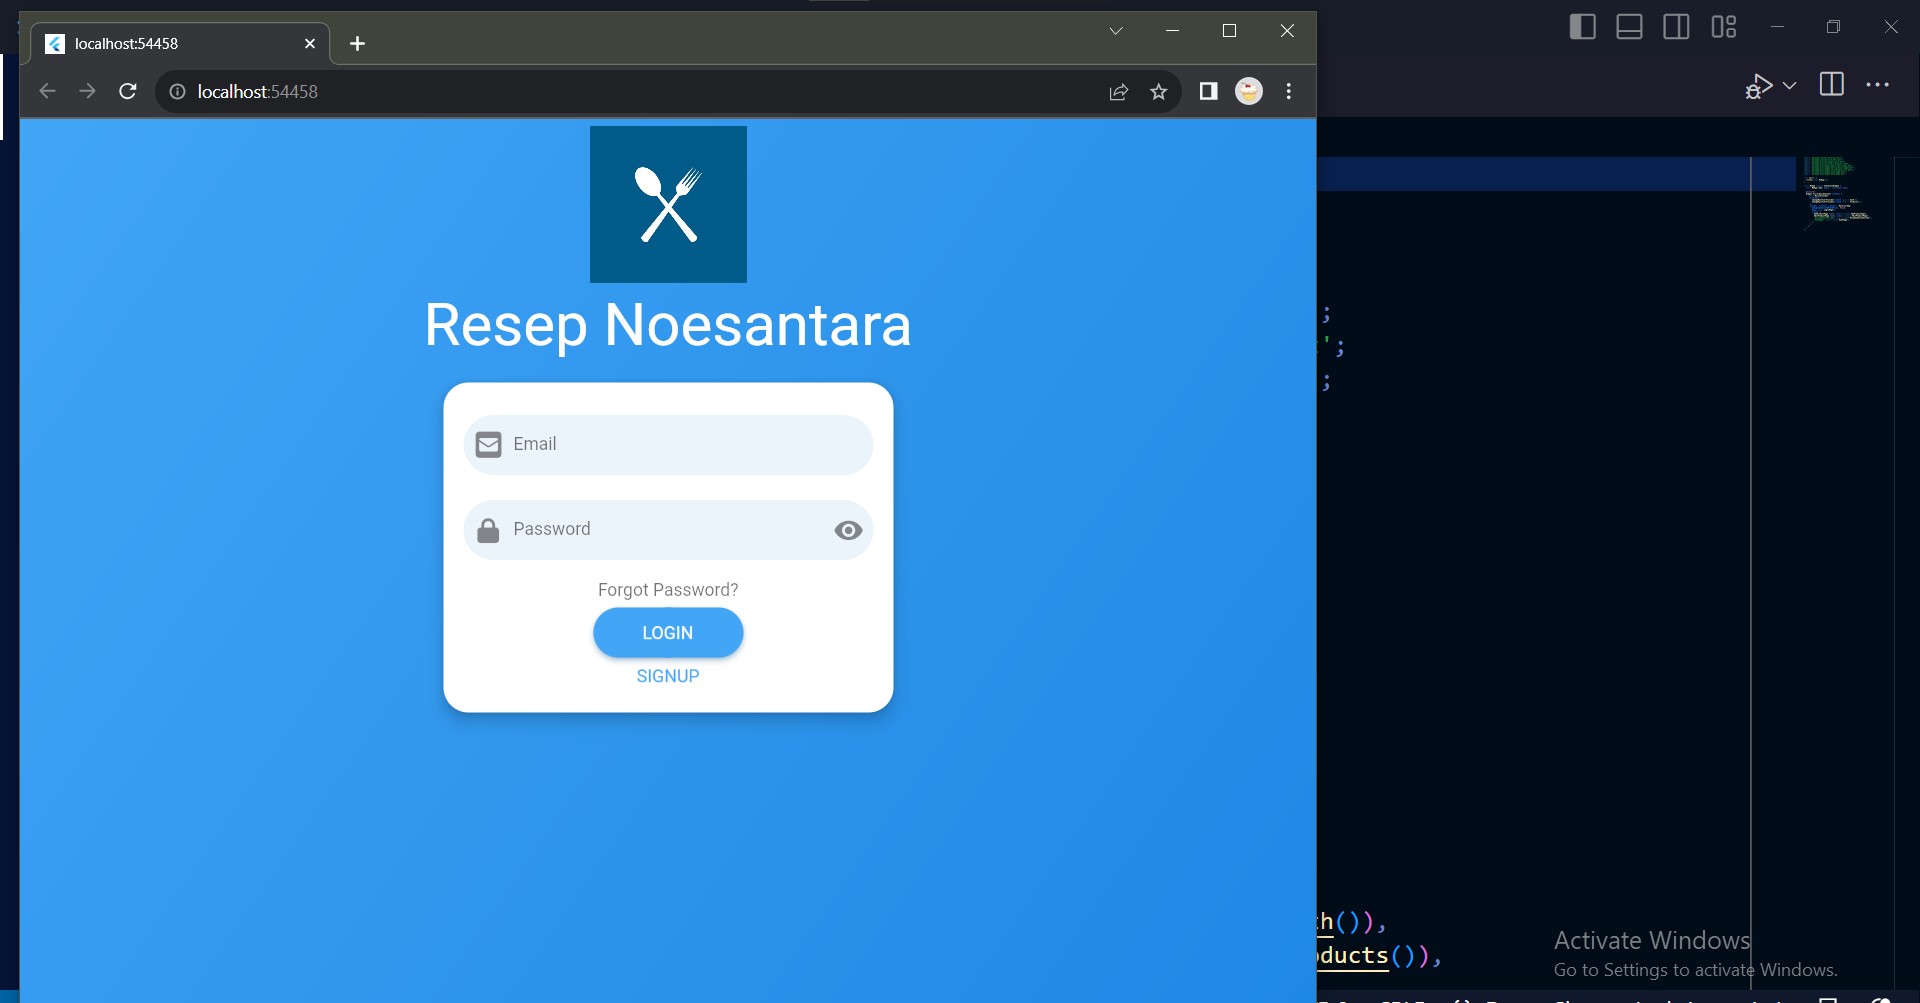 localhost:54458
localhost:54458
Resep Noesantara
Email
Password
Forgot Password?
LOGIN
SIGNUP
;
';
;
h()),
oducts()),
Activate Windows
Go to Settings to activate Windows.